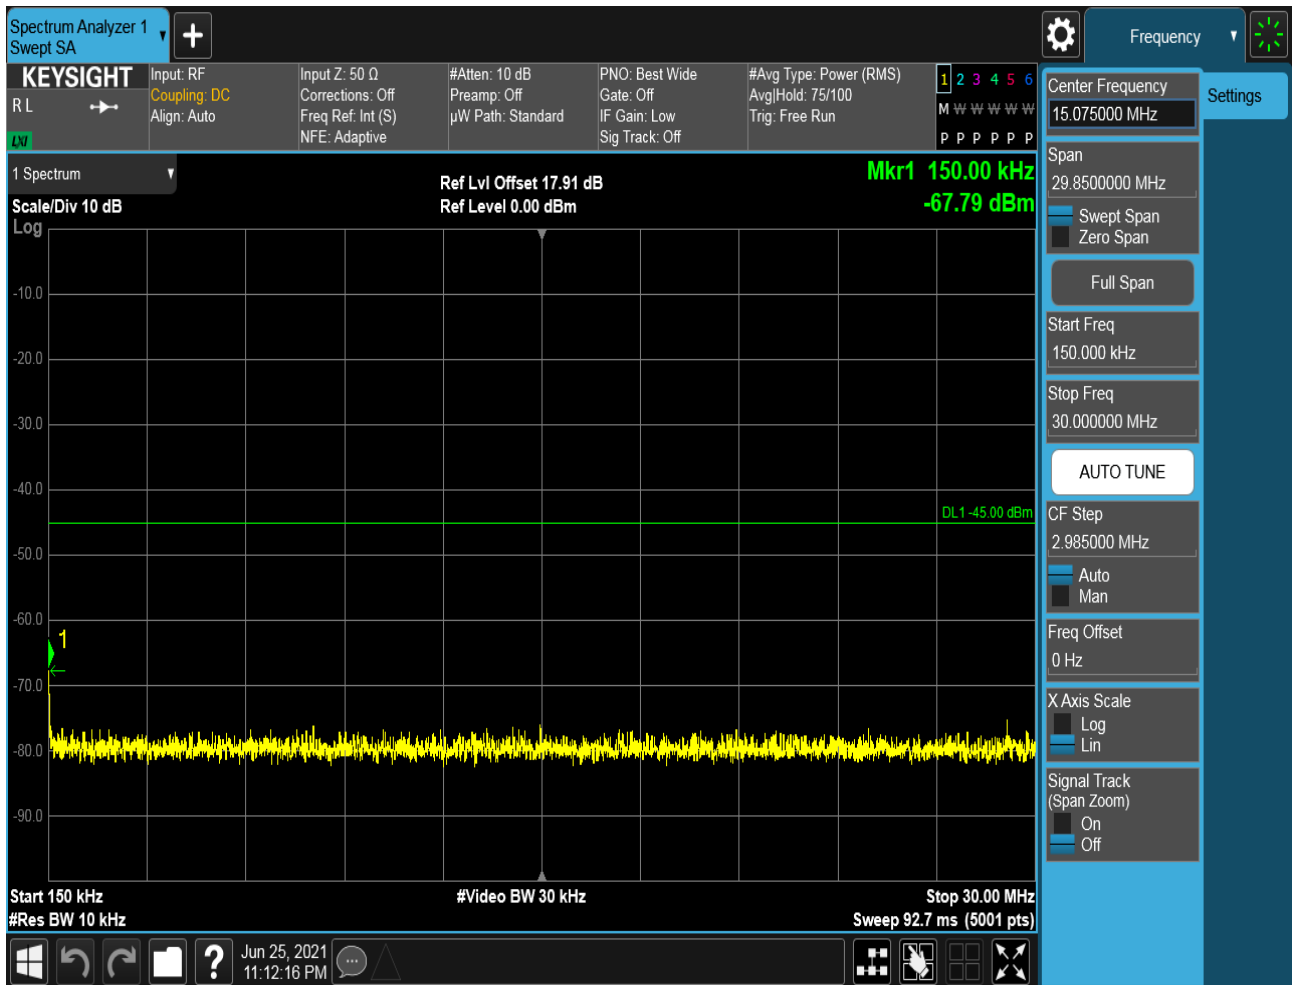 Spectrum Analyzer 1
Swept SA
Frequency
KEYSIGHT
R L
LXI
Input: RF
Coupling: DC
Align: Auto
Input Z: 50 Ω
Corrections: Off
Freq Ref: Int (S)
NFE: Adaptive
#Atten: 10 dB
Preamp: Off
µW Path: Standard
PNO: Best Wide
Gate: Off
IF Gain: Low
Sig Track: Off
#Avg Type: Power (RMS)
Avg|Hold: 75/100
Trig: Free Run
1 2 3 4 5 6
M W W W W W
P P P P P P
1 Spectrum
Scale/Div 10 dB
Log
Ref Lvl Offset 17.91 dB
Ref Level 0.00 dBm
Mkr1 150.00 kHz
-67.79 dBm
-10.0
-20.0
-30.0
-40.0
DL1 -45.00 dBm
-50.0
-60.0
1
-70.0
-80.0
-90.0
Start 150 kHz
#Res BW 10 kHz
#Video BW 30 kHz
Stop 30.00 MHz
Sweep 92.7 ms (5001 pts)
Center Frequency
15.075000 MHz
Settings
Span
29.8500000 MHz
Swept Span
Zero Span
Full Span
Start Freq
150.000 kHz
Stop Freq
30.000000 MHz
AUTO TUNE
CF Step
2.985000 MHz
Auto
Man
Freq Offset
0 Hz
X Axis Scale
Log
Lin
Signal Track
(Span Zoom)
On
Off
?
Jun 25, 2021
11:12:16 PM